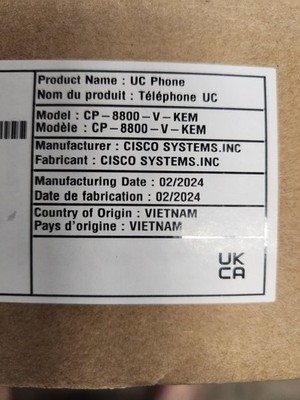 Product Name : UC Phone
Nom du produit : Téléphone UC
Model : CP-8800-V-KEM
Modèle : CP-8800-V-KEM
Manufacturer : CISCO SYSTEMS.INC
Fabricant : CISCO SYSTEMS.INC
Manufacturing Date : 02/2024
Date de fabrication : 02/2024
Country of Origin : VIETNAM
Pays d'origine : VIETNAM
UK
CA